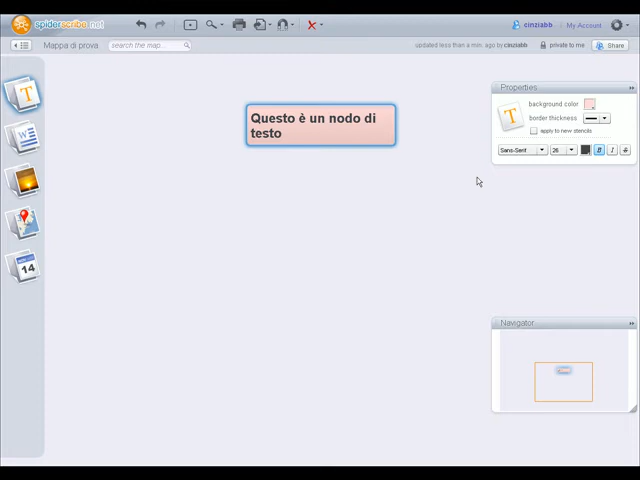 spiderscribe.net
cinziabb / My Account
Mappa di prova
search the map...
updated less than a min. ago by cinziabb
private to me
Share
T
W
14
Questo è un nodo di
testo
Properties
T
background color
border thickness
apply to new stencils
Sans-Serif
26
B
I
S
Navigator